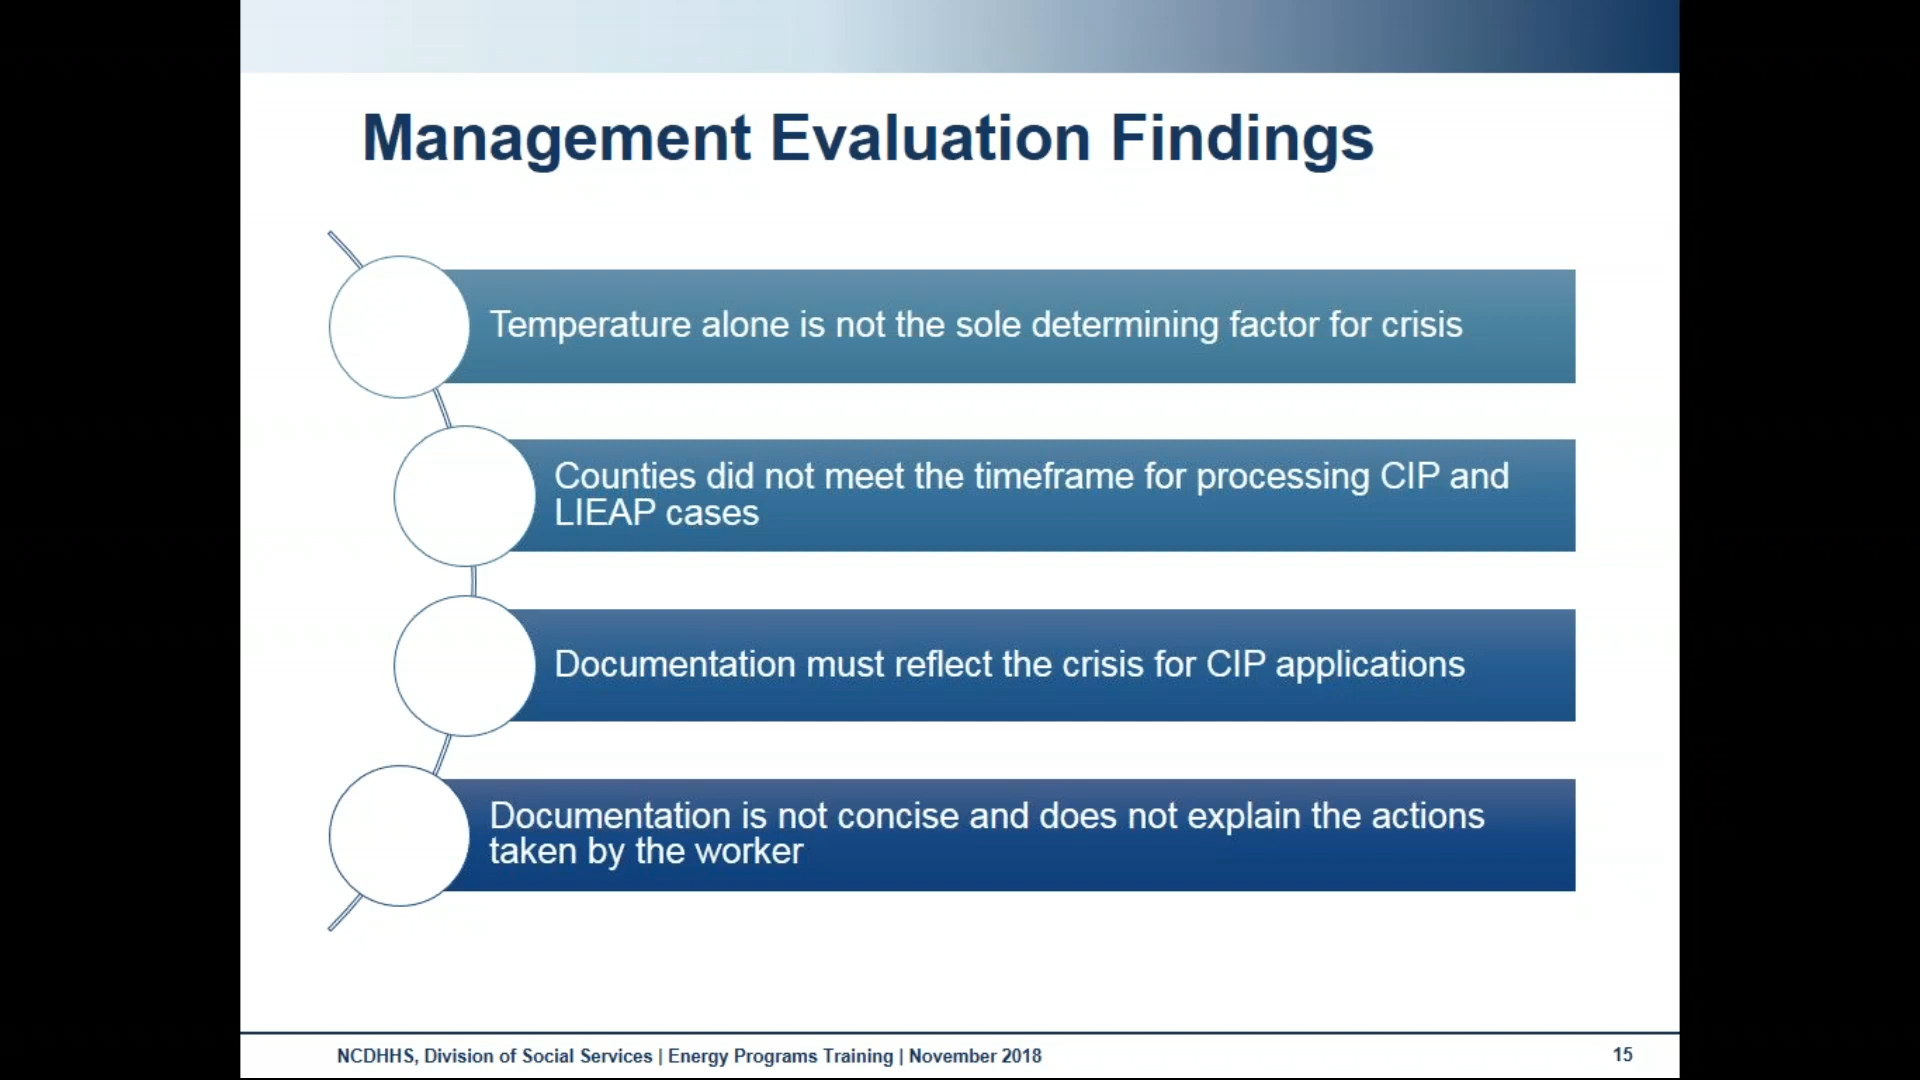 Management Evaluation Findings
Temperature alone is not the sole determining factor for crisis
Counties did not meet the timeframe for processing CIP and
LIEAP cases
Documentation must reflect the crisis for CIP applications
Documentation is not concise and does not explain the actions
taken by the worker
NCDHHS, Division of Social Services | Energy Programs Training | November 2018
15